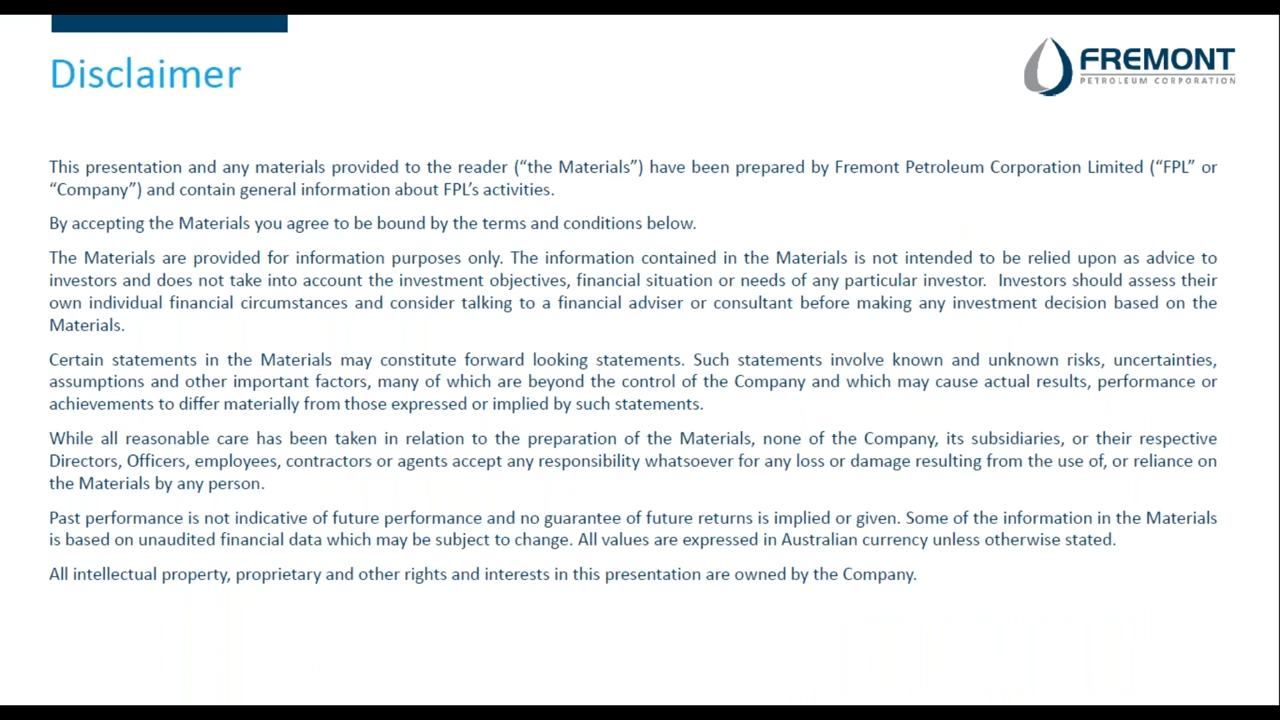 Disclaimer
FREMONT
PETROLEUM CORPORATION
This presentation and any materials provided to the reader (“the Materials”) have been prepared by Fremont Petroleum Corporation Limited (“FPL” or
“Company”) and contain general information about FPL’s activities.
By accepting the Materials you agree to be bound by the terms and conditions below.
The Materials are provided for information purposes only. The information contained in the Materials is not intended to be relied upon as advice to
investors and does not take into account the investment objectives, financial situation or needs of any particular investor.  Investors should assess their
own individual financial circumstances and consider talking to a financial adviser or consultant before making any investment decision based on the
Materials.
Certain statements in the Materials may constitute forward looking statements. Such statements involve known and unknown risks, uncertainties,
assumptions and other important factors, many of which are beyond the control of the Company and which may cause actual results, performance or
achievements to differ materially from those expressed or implied by such statements.
While all reasonable care has been taken in relation to the preparation of the Materials, none of the Company, its subsidiaries, or their respective
Directors, Officers, employees, contractors or agents accept any responsibility whatsoever for any loss or damage resulting from the use of, or reliance on
the Materials by any person.
Past performance is not indicative of future performance and no guarantee of future returns is implied or given. Some of the information in the Materials
is based on unaudited financial data which may be subject to change. All values are expressed in Australian currency unless otherwise stated.
All intellectual property, proprietary and other rights and interests in this presentation are owned by the Company.